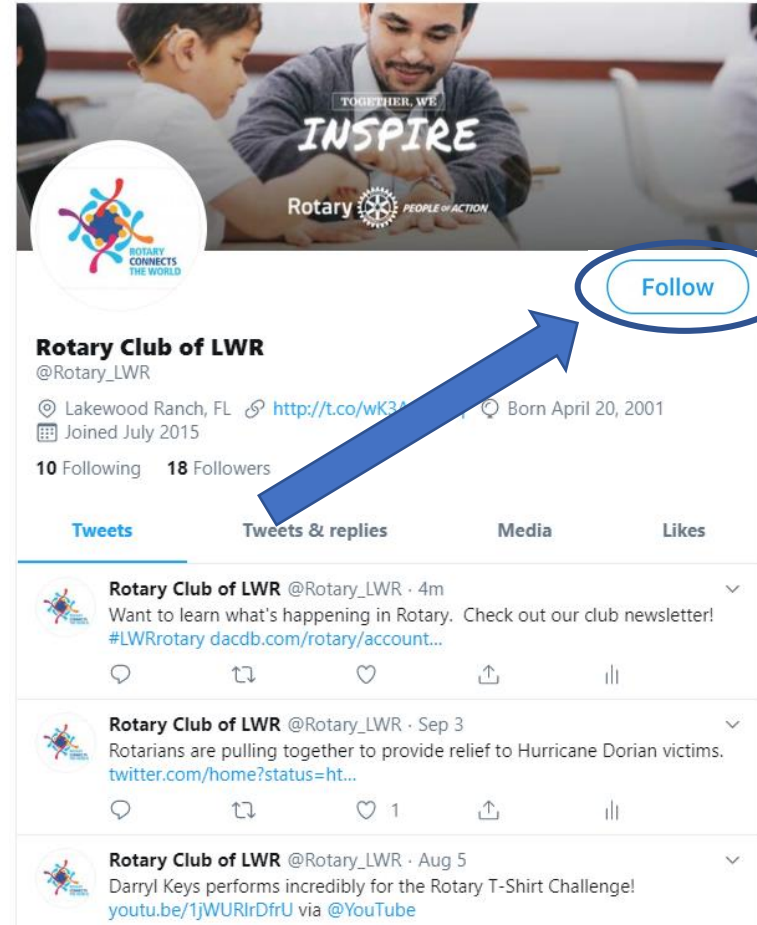 TOGETHER, WE
INSPIRE
Rotary PEOPLE OF ACTION
ROTARY
CONNECTS
THE WORLD
Follow
Rotary Club of LWR
@Rotary_LWR
Lakewood Ranch, FL http://t.co/wK3 Born April 20, 2001
Joined July 2015
10 Following 18 Followers
Tweets Tweets & replies Media Likes
Rotary Club of LWR @Rotary_LWR · 4m
Want to learn what's happening in Rotary. Check out our club newsletter!
#LWRrotary dacdb.com/rotary/account...
Rotary Club of LWR @Rotary_LWR · Sep 3
Rotarians are pulling together to provide relief to Hurricane Dorian victims.
twitter.com/home?status=ht...
1
Rotary Club of LWR @Rotary_LWR · Aug 5
Darryl Keys performs incredibly for the Rotary T-Shirt Challenge!
youtu.be/1jWURlrDfrU via @YouTube